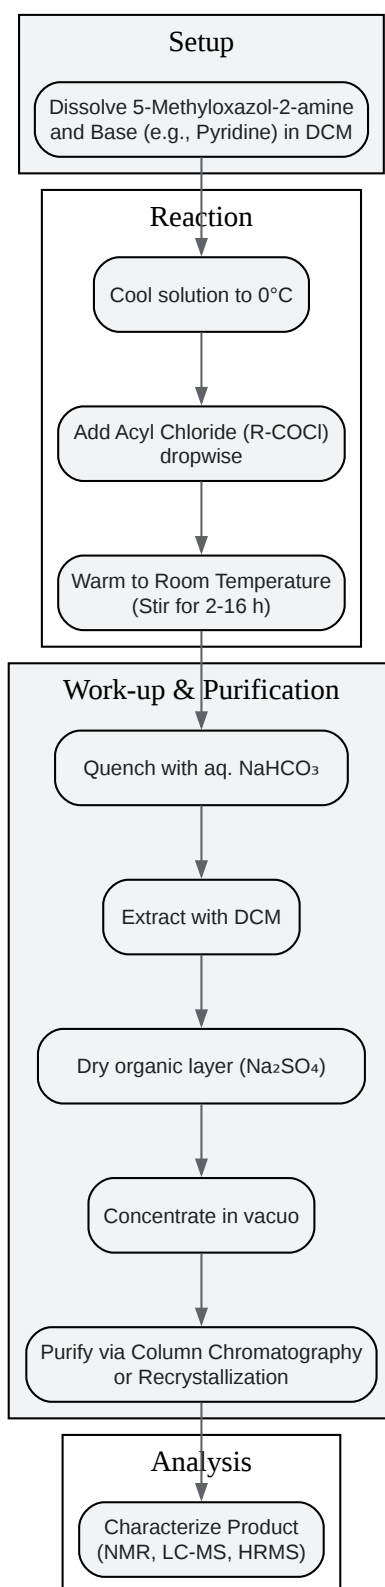 Setup
Dissolve 5-Methyloxazol-2-amine
and Base (e.g., Pyridine) in DCM
Reaction
Cool solution to 0°C
Add Acyl Chloride (R-COCl)
dropwise
Warm to Room Temperature
(Stir for 2-16 h)
Work-up & Purification
Quench with aq. NaHCO₃
Extract with DCM
Dry organic layer (Na₂SO₄)
Concentrate in vacuo
Purify via Column Chromatography
or Recrystallization
Analysis
Characterize Product
(NMR, LC-MS, HRMS)